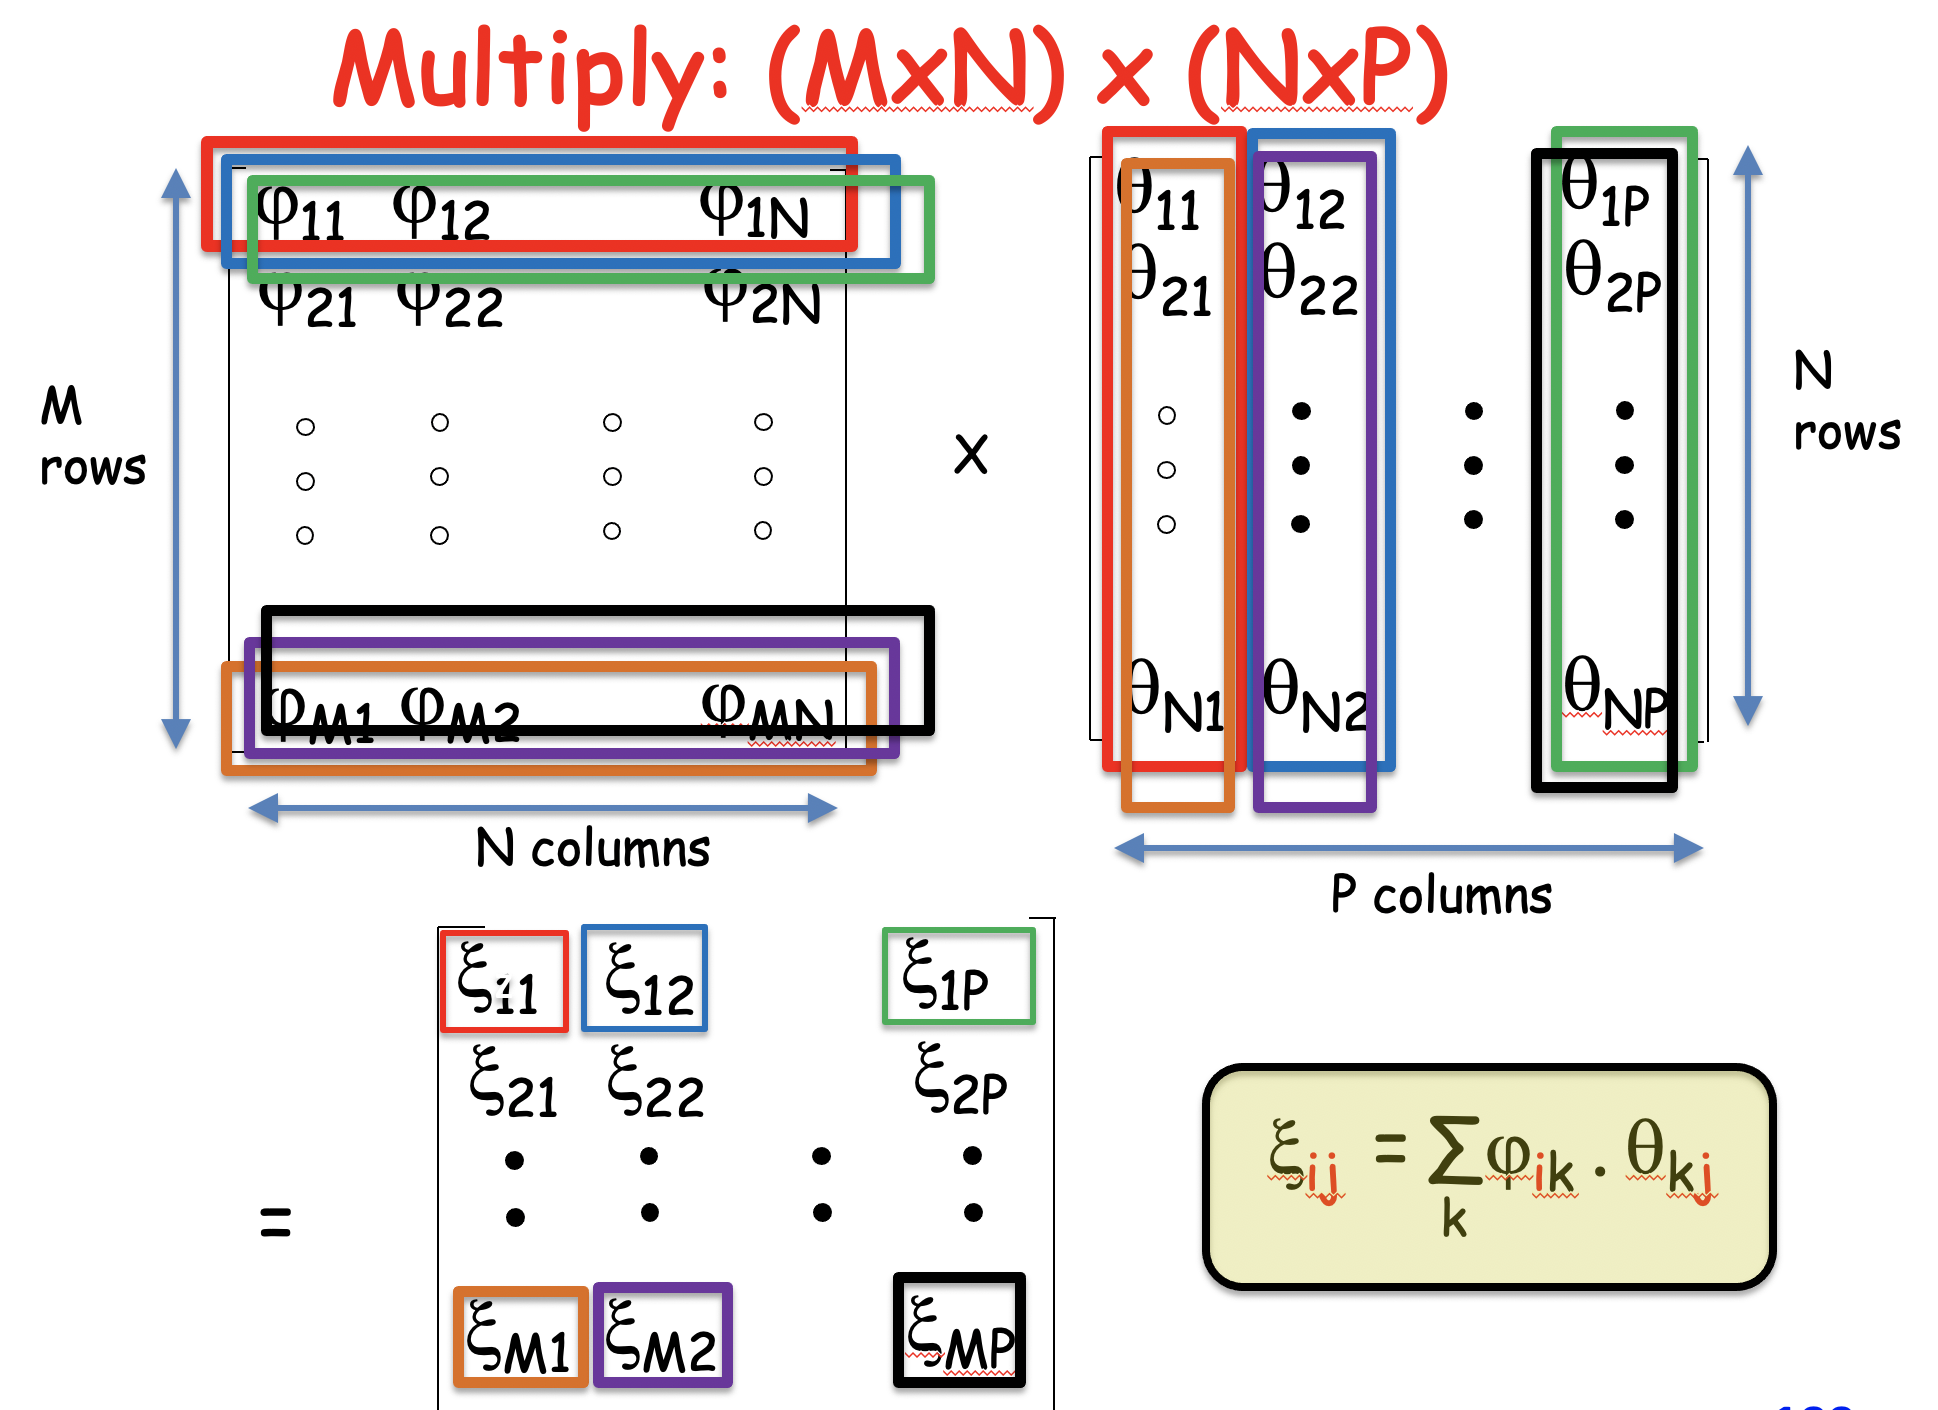 Multiply: (MxN) x (NxP)
φ11 φ12 φ1N
φ21 φ22 φ2N
φM1 φM2 φMN
M
rows
N columns
x
θ11 θ12 θ1P
θ21 θ22 θ2P
θN1 θN2 θNP
N
rows
P columns
=
ξ11 ξ12 ξ1P
ξ21 ξ22 ξ2P
ξM1 ξM2 ξMP
ξij = Σφik . θkj
k